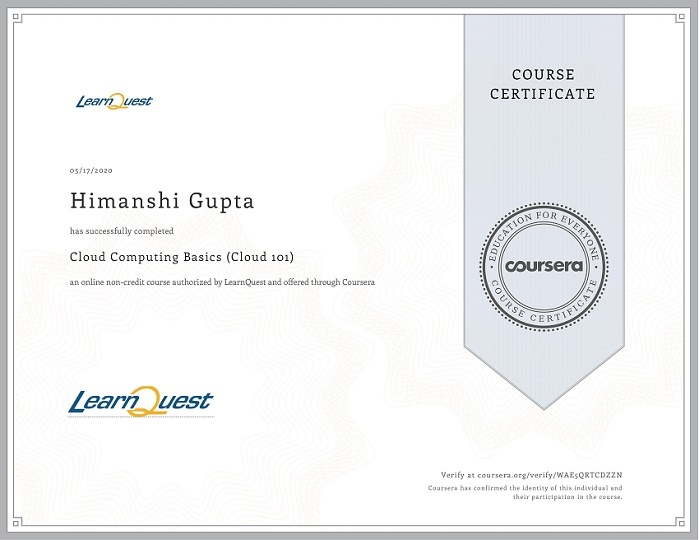 COURSE
CERTIFICATE
LearnQuest
05/17/2020
Himanshi Gupta
has successfully completed
Cloud Computing Basics (Cloud 101)
an online non-credit course authorized by LearnQuest and offered through Coursera
EDUCATION FOR EVERYONE
coursera
COURSE CERTIFICATE
LearnQuest
Verify at coursera.org/verify/WAE5QRTCDZZN
Coursera has confirmed the identity of this individual and
their participation in the course.